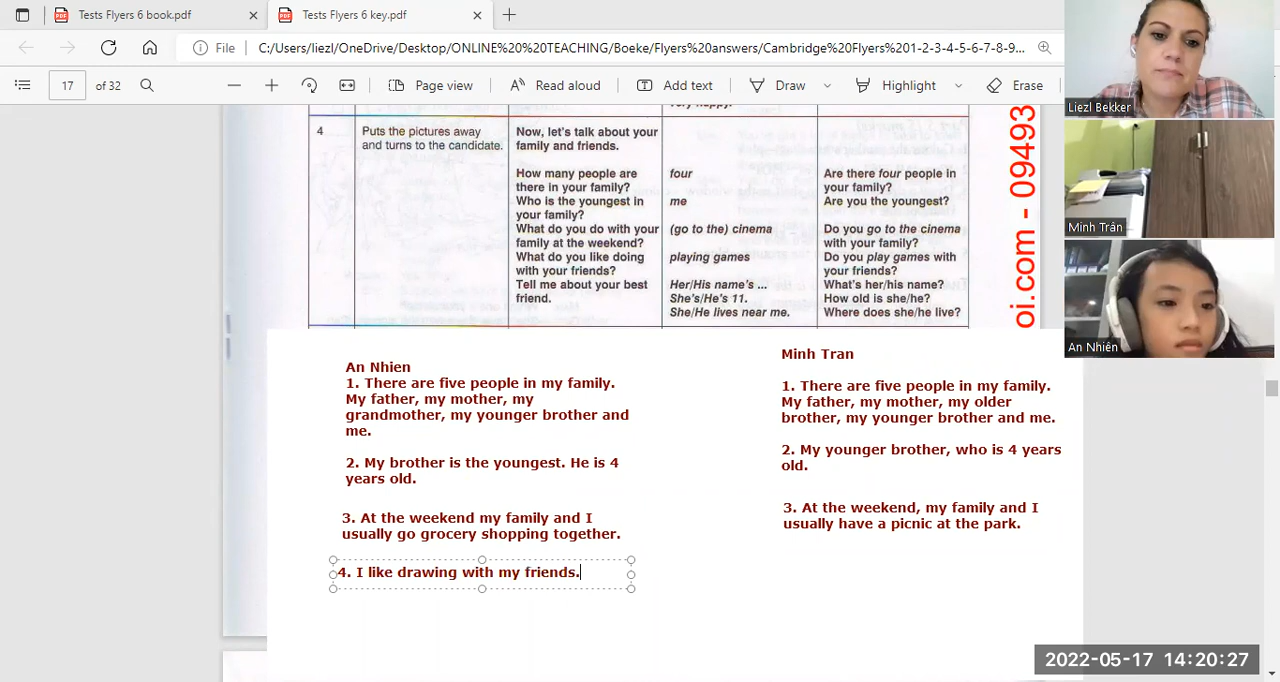 Tests Flyers 6 book.pdf
Tests Flyers 6 key.pdf
File
C:/Users/liezl/OneDrive/Desktop/ONLINE%20%20TEACHING/Boeke/Flyers%20answers/Cambridge%20Flyers%201-2-3-4-5-6-7-8-9...
17 of 32
Page view
Read aloud
Add text
Draw
Highlight
Erase
Liezl Bekker
Minh Trân
An Nhiên
very happy.
4
Puts the pictures away
and turns to the candidate.
Now, let's talk about your
family and friends.
How many people are
there in your family?
Who is the youngest in
your family?
What do you do with your
family at the weekend?
What do you like doing
with your friends?
Tell me about your best
friend.
four
me
(go to the) cinema
playing games
Her/His name's ...
She's/He's 11.
She/He lives near me.
Are there four people in
your family?
Are you the youngest?
Do you go to the cinema
with your family?
Do you play games with
your friends?
What's her/his name?
How old is she/he?
Where does she/he live?
oi.com - 09493
An Nhien
1. There are five people in my family.
My father, my mother, my
grandmother, my younger brother and
me.
2. My brother is the youngest. He is 4
years old.
3. At the weekend my family and I
usually go grocery shopping together.
4. I like drawing with my friends.
Minh Tran
1. There are five people in my family.
My father, my mother, my older
brother, my younger brother and me.
2. My younger brother, who is 4 years
old.
3. At the weekend, my family and I
usually have a picnic at the park.
2022-05-17 14:20:27